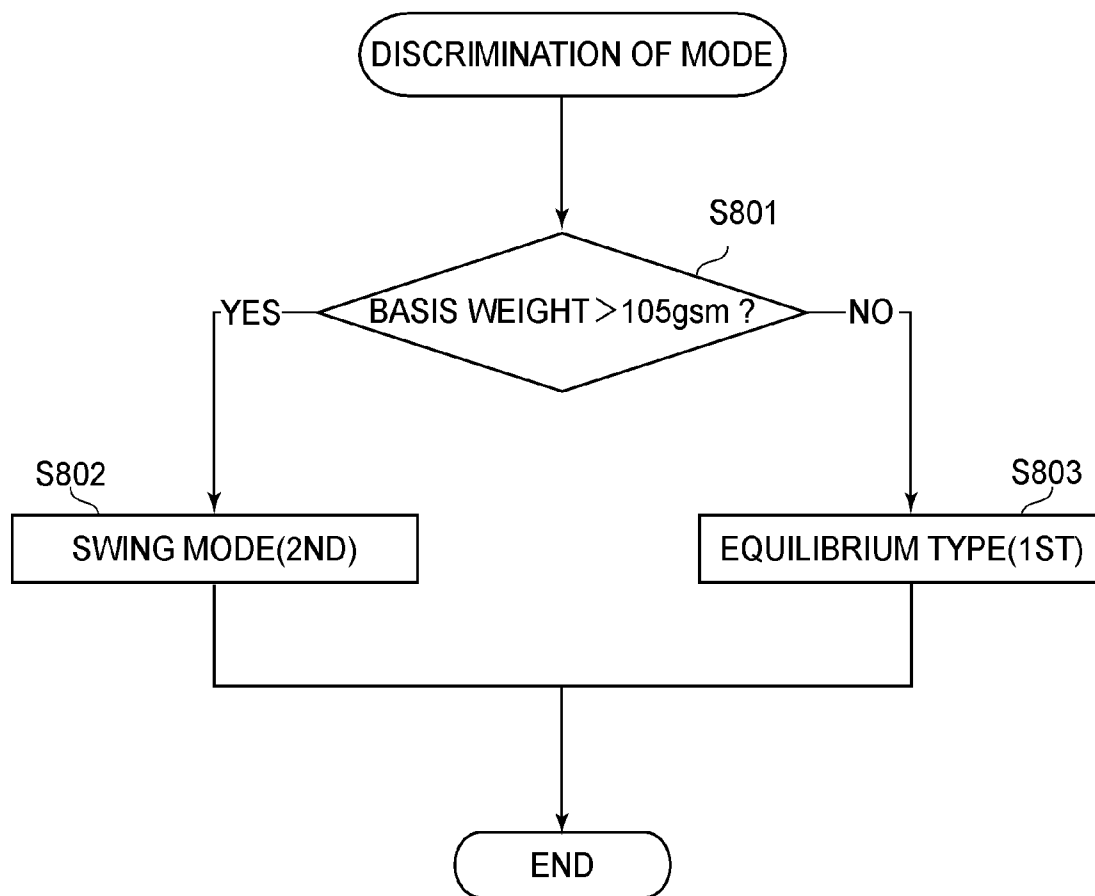 DISCRIMINATION OF MODE
S801
BASIS WEIGHT>105gsm ?
YES
NO
S802
SWING MODE(2ND)
S803
EQUILIBRIUM TYPE(1ST)
END